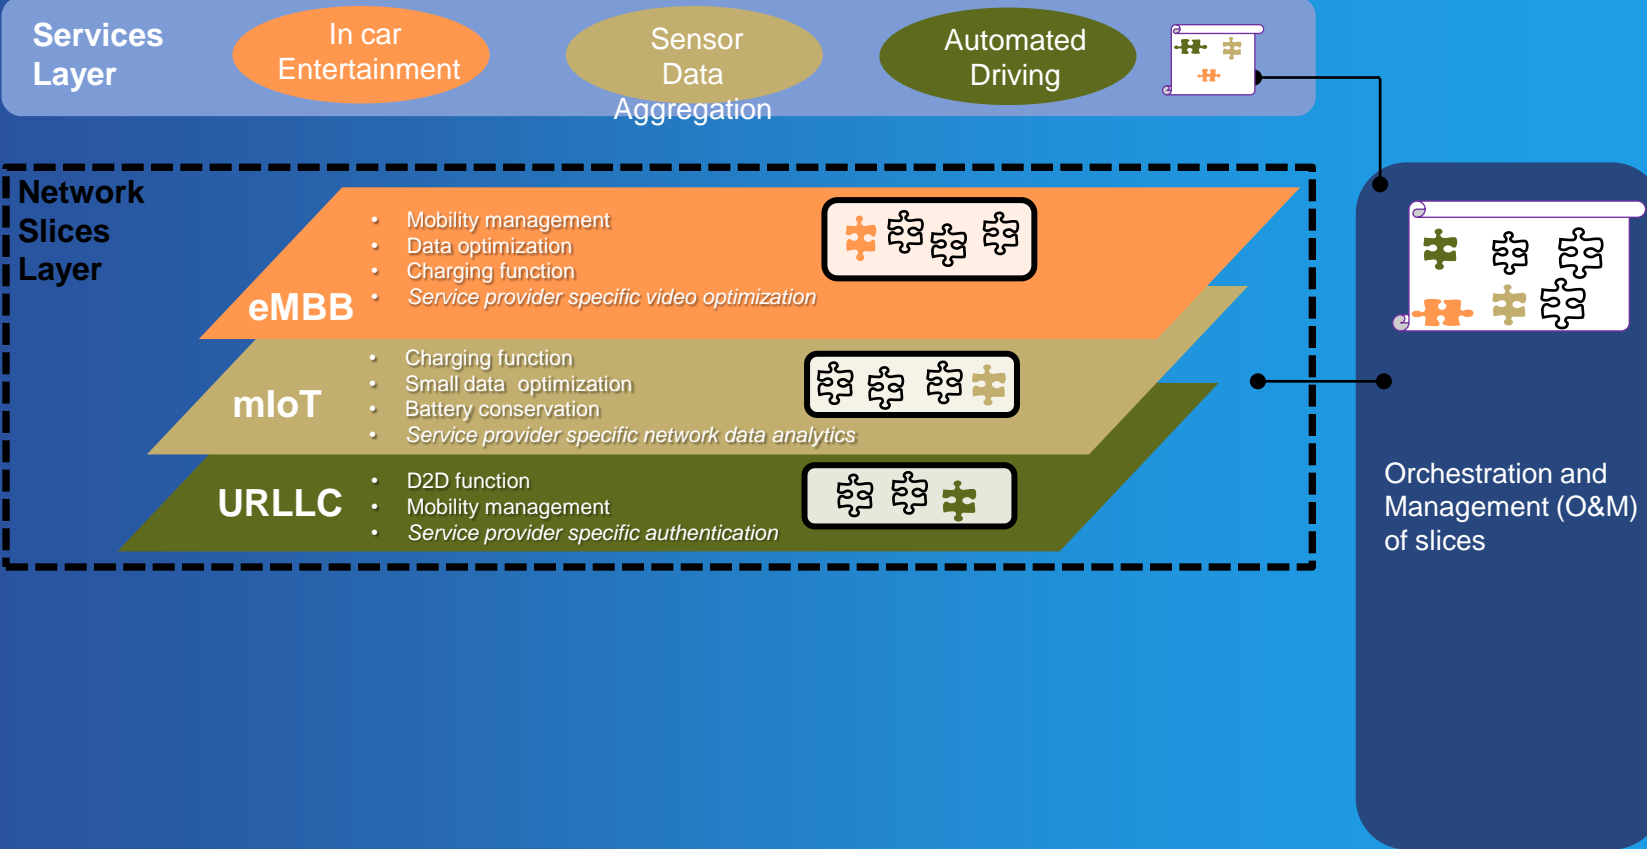 Services
Layer
In car
Entertainment
Sensor
Data
Aggregation
Automated
Driving
Network
Slices
Layer
eMBB
• Mobility management
• Data optimization
• Charging function
• Service provider specific video optimization
mIoT
• Charging function
• Small data optimization
• Battery conservation
• Service provider specific network data analytics
URLLC
• D2D function
• Mobility management
• Service provider specific authentication
Orchestration and
Management (O&M)
of slices